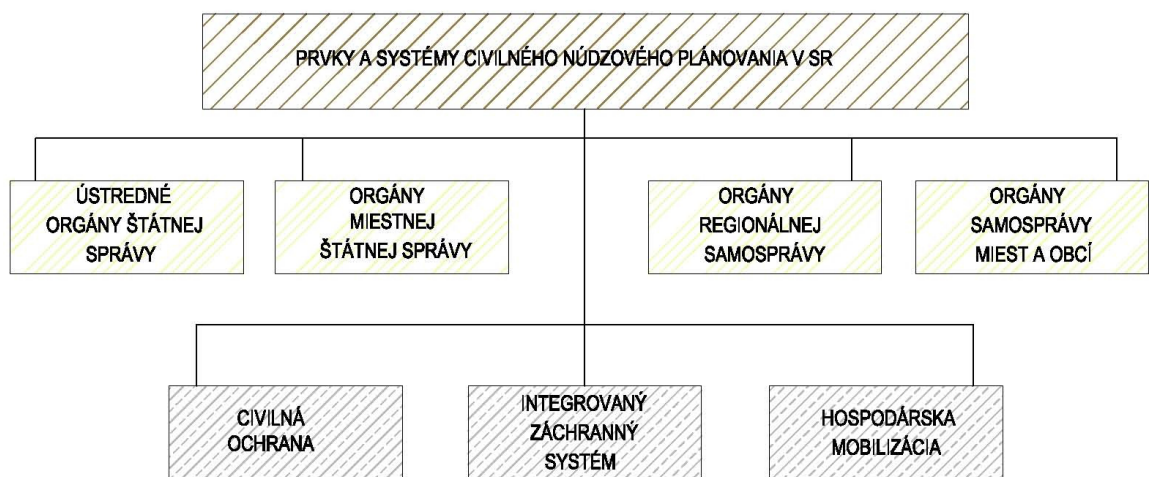 PRVKY A SYSTÉMY CIVILNÉHO NÚDZOVÉHO PLÁNOVANIA V SR
ÚSTREDNÉ
ORGÁNY ŠTÁTNEJ
SPRÁVY
ORGÁNY
MIESTNEJ
ŠTÁTNEJ SPRÁVY
ORGÁNY
REGIONÁLNEJ
SAMOSPRÁVY
ORGÁNY
SAMOSPRÁVY
MIEST A OBCÍ
CIVILNÁ
OCHRANA
INTEGROVANÝ
ZÁCHRANNÝ
SYSTÉM
HOSPODÁRSKA
MOBILIZÁCIA